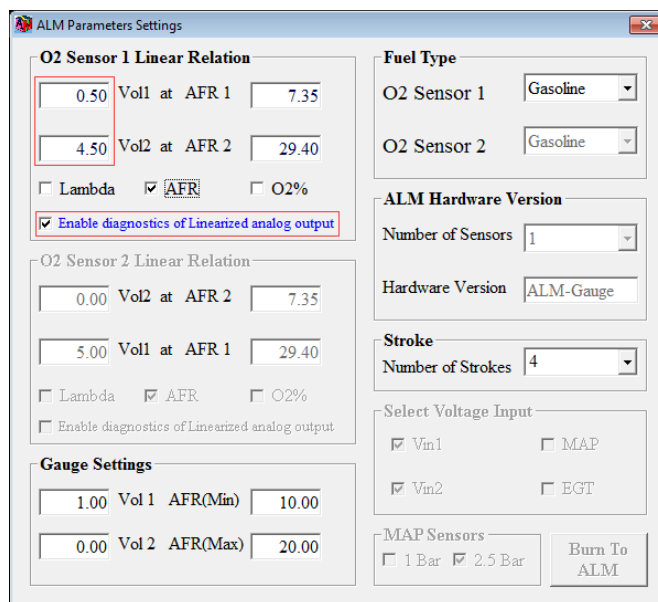 ALM Parameters Settings
O2 Sensor 1 Linear Relation
0.50 Vol1 at AFR 1 7.35
4.50 Vol2 at AFR 2 29.40
Lambda AFR O2%
Enable diagnostics of Linearized analog output
O2 Sensor 2 Linear Relation
0.00 Vol2 at AFR 2 7.35
5.00 Vol1 at AFR 1 29.40
Lambda AFR O2%
Enable diagnostics of Linearized analog output
Gauge Settings
1.00 Vol 1 AFR(Min) 10.00
0.00 Vol 2 AFR(Max) 20.00
Fuel Type
O2 Sensor 1 Gasoline
O2 Sensor 2 Gasoline
ALM Hardware Version
Number of Sensors 1
Hardware Version ALM-Gauge
Stroke
Number of Strokes 4
Select Voltage Input
Vin1 MAP
Vin2 EGT
MAP Sensors
1 Bar 2.5 Bar
Burn To
ALM